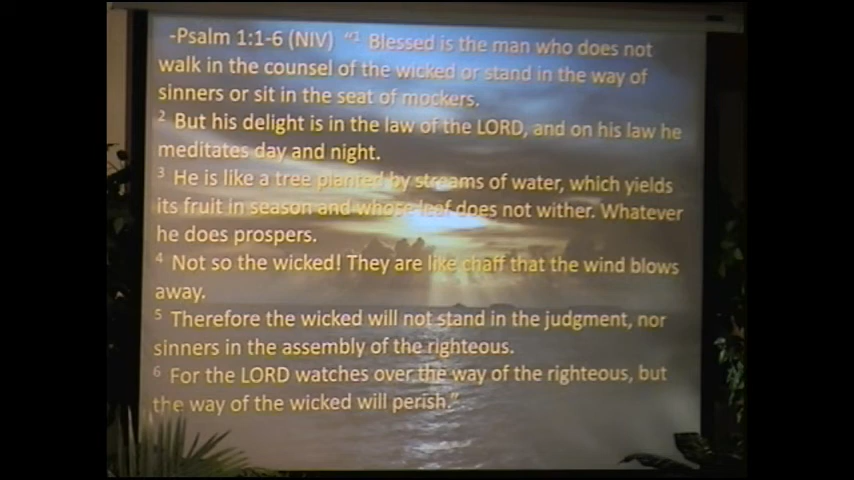 -Psalm 1:1-6 (NIV) "1 Blessed is the man who does not
walk in the counsel of the wicked or stand in the way of
sinners or sit in the seat of mockers.
2 But his delight is in the law of the LORD, and on his law he
meditates day and night.
3 He is like a tree planted by streams of water, which yields
its fruit in season and whose leaf does not wither. Whatever
he does prospers.
4 Not so the wicked! They are like chaff that the wind blows
away.
5 Therefore the wicked will not stand in the judgment, nor
sinners in the assembly of the righteous.
6 For the LORD watches over the way of the righteous, but
the way of the wicked will perish."